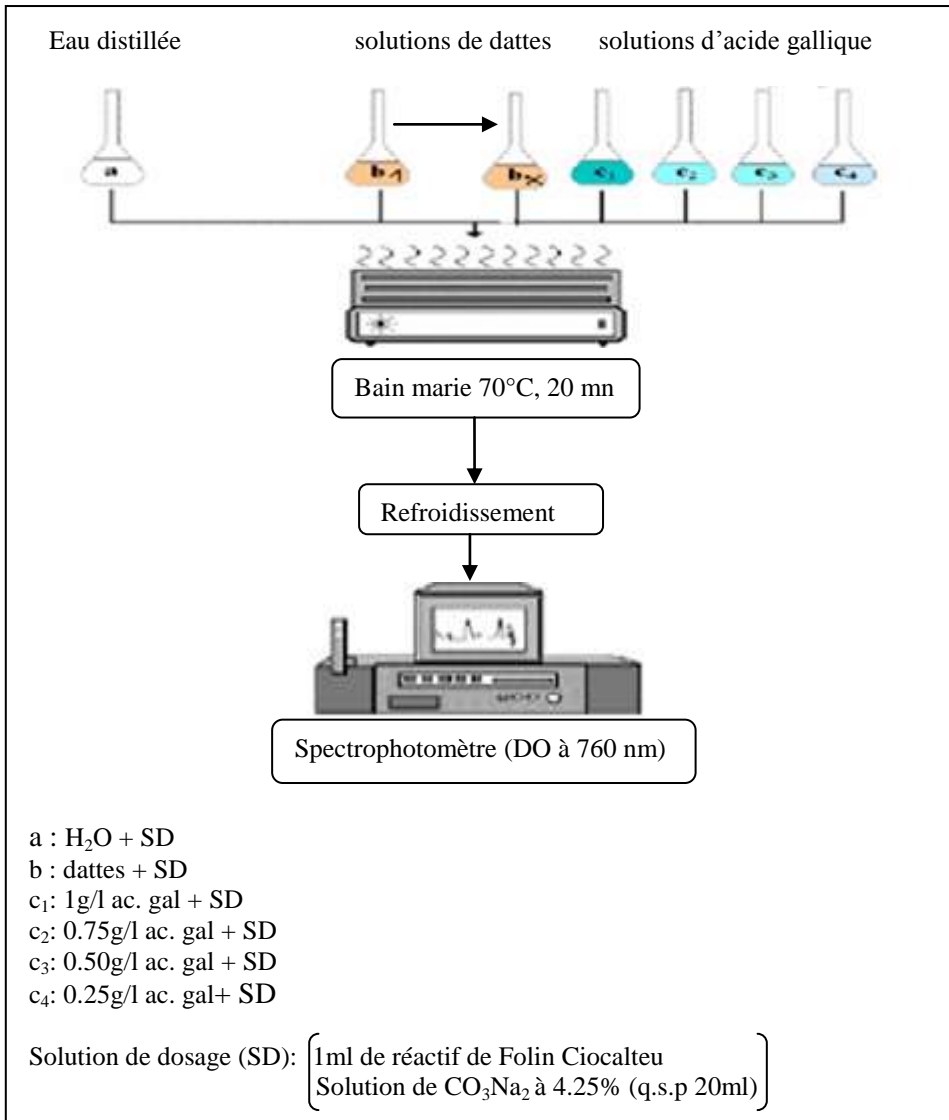 Eau distillée solutions de dattes solutions d'acide gallique
a b1 bx c1 c2 c3 c4
Bain marie 70°C, 20 mn
Refroidissement
Spectrophotomètre (DO à 760 nm)
a : H₂O + SD
b : dattes + SD
c₁: 1g/l ac. gal + SD
c₂: 0.75g/l ac. gal + SD
c₃: 0.50g/l ac. gal + SD
c₄: 0.25g/l ac. gal+ SD
Solution de dosage (SD): 1ml de réactif de Folin Ciocalteu
Solution de CO₃Na₂ à 4.25% (q.s.p 20ml)